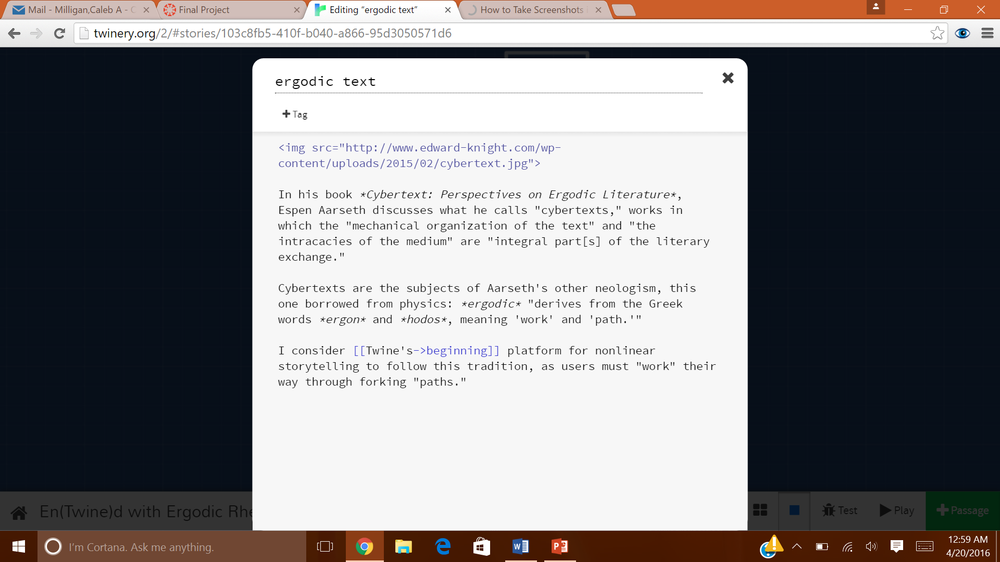 Mail - Milligan,Caleb A - C
Final Project
Editing “ergodic text”
How to Take Screenshots i
twinery.org/2/#stories/103c8fb5-410f-b040-a866-95d3050571d6
ergodic text
Tag
<img src="http://www.edward-knight.com/wp-
content/uploads/2015/02/cybertext.jpg">
In his book *Cybertext: Perspectives on Ergodic Literature*,
Espen Aarseth discusses what he calls "cybertexts," works in
which the "mechanical organization of the text" and "the
intracacies of the medium" are "integral part[s] of the literary
exchange."
Cybertexts are the subjects of Aarseth's other neologism, this
one borrowed from physics: *ergodic* "derives from the Greek
words *ergon* and *hodos*, meaning 'work' and 'path.'"
I consider [[Twine's->beginning]] platform for nonlinear
storytelling to follow this tradition, as users must "work" their
way through forking "paths."
En(Twine)d with Ergodic Rhe
Test
Play
Passage
I'm Cortana. Ask me anything.
12:59 AM
4/20/2016